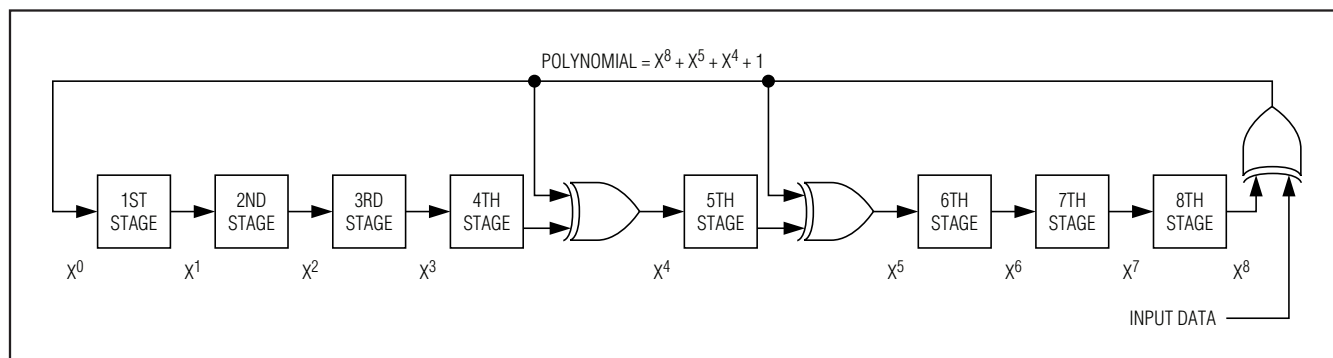 POLYNOMIAL = X⁸ + X⁵ + X⁴ + 1
1ST
STAGE
2ND
STAGE
3RD
STAGE
4TH
STAGE
5TH
STAGE
6TH
STAGE
7TH
STAGE
8TH
STAGE
X⁰
X¹
X²
X³
X⁴
X⁵
X⁶
X⁷
X⁸
INPUT DATA